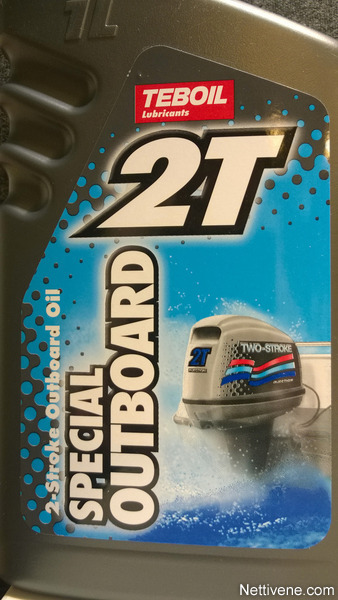 1L
TEBOIL
Lubricants
2T
2-Stroke Outboard Oil
SPECIAL
OUTBOARD
2T
TWO-STROKE
Nettivene.com